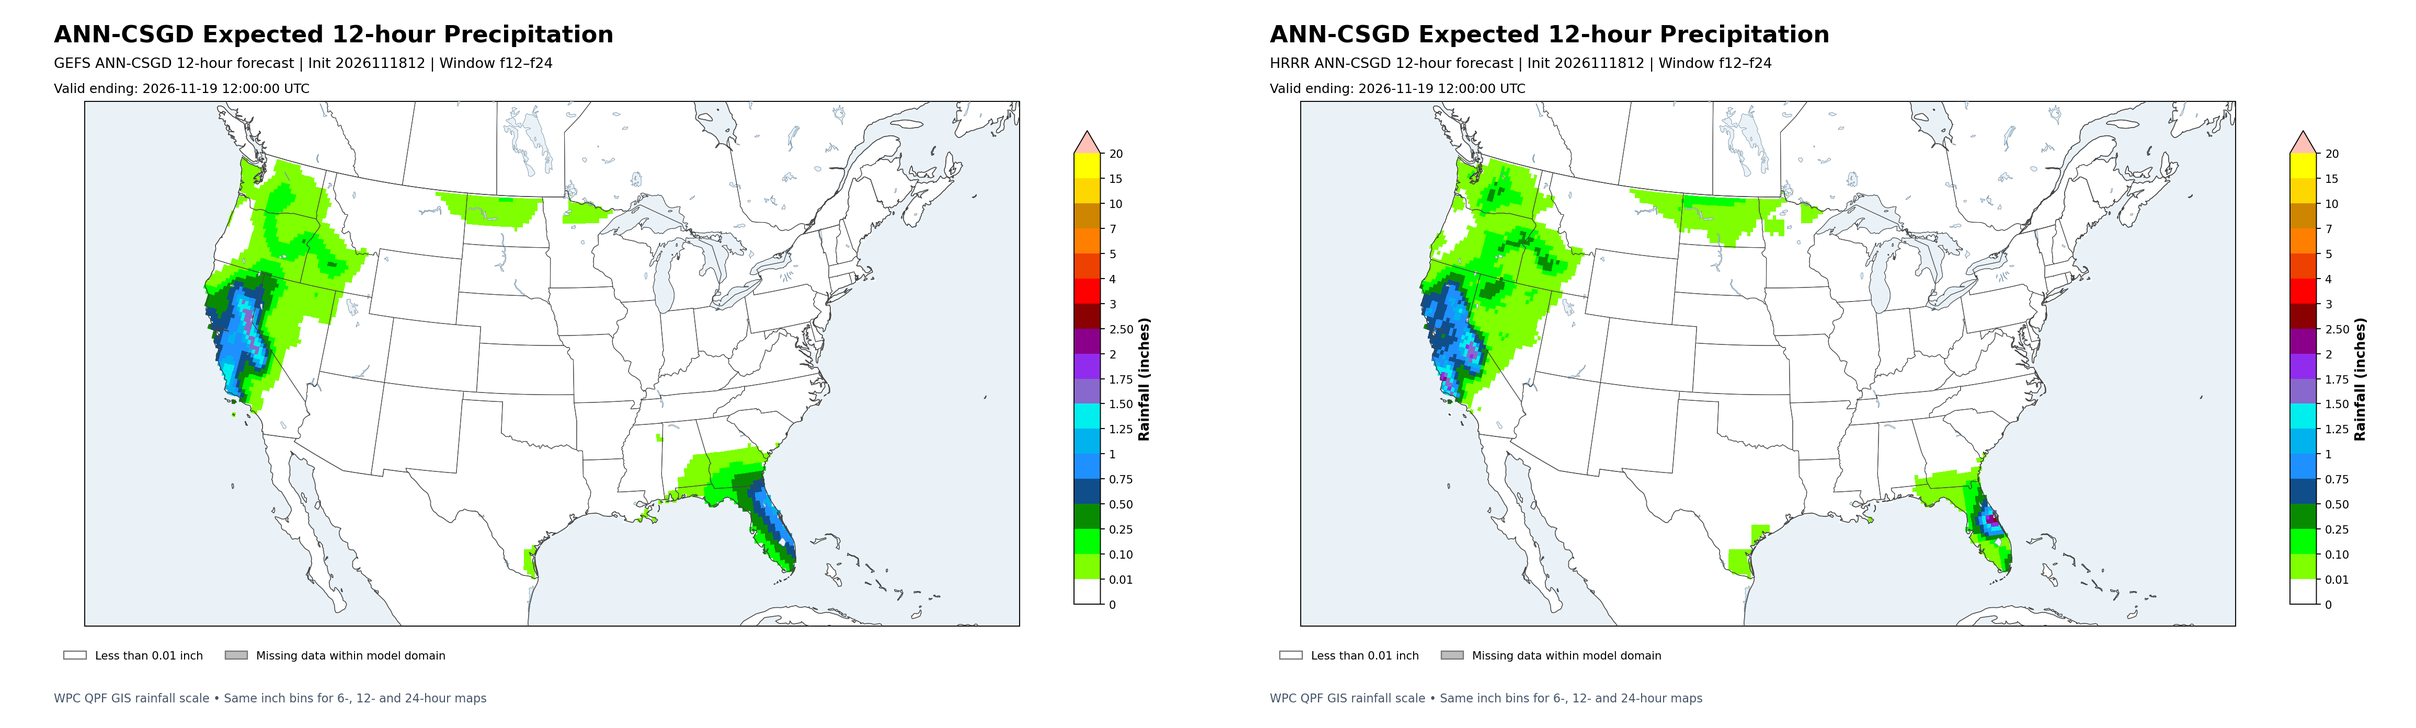 ANN-CSGD Expected 12-hour Precipitation
GEFS ANN-CSGD 12-hour forecast | Init 2026111812 | Window f12–f24
Valid ending: 2026-11-19 12:00:00 UTC
20
15
10
7
5
4
3
2.50
2
1.75
1.50
1.25
1
0.75
0.50
0.25
0.10
0.01
0
Rainfall (inches)
Less than 0.01 inch
Missing data within model domain
WPC QPF GIS rainfall scale • Same inch bins for 6-, 12- and 24-hour maps
ANN-CSGD Expected 12-hour Precipitation
HRRR ANN-CSGD 12-hour forecast | Init 2026111812 | Window f12–f24
Valid ending: 2026-11-19 12:00:00 UTC
20
15
10
7
5
4
3
2.50
2
1.75
1.50
1.25
1
0.75
0.50
0.25
0.10
0.01
0
Rainfall (inches)
Less than 0.01 inch
Missing data within model domain
WPC QPF GIS rainfall scale • Same inch bins for 6-, 12- and 24-hour maps